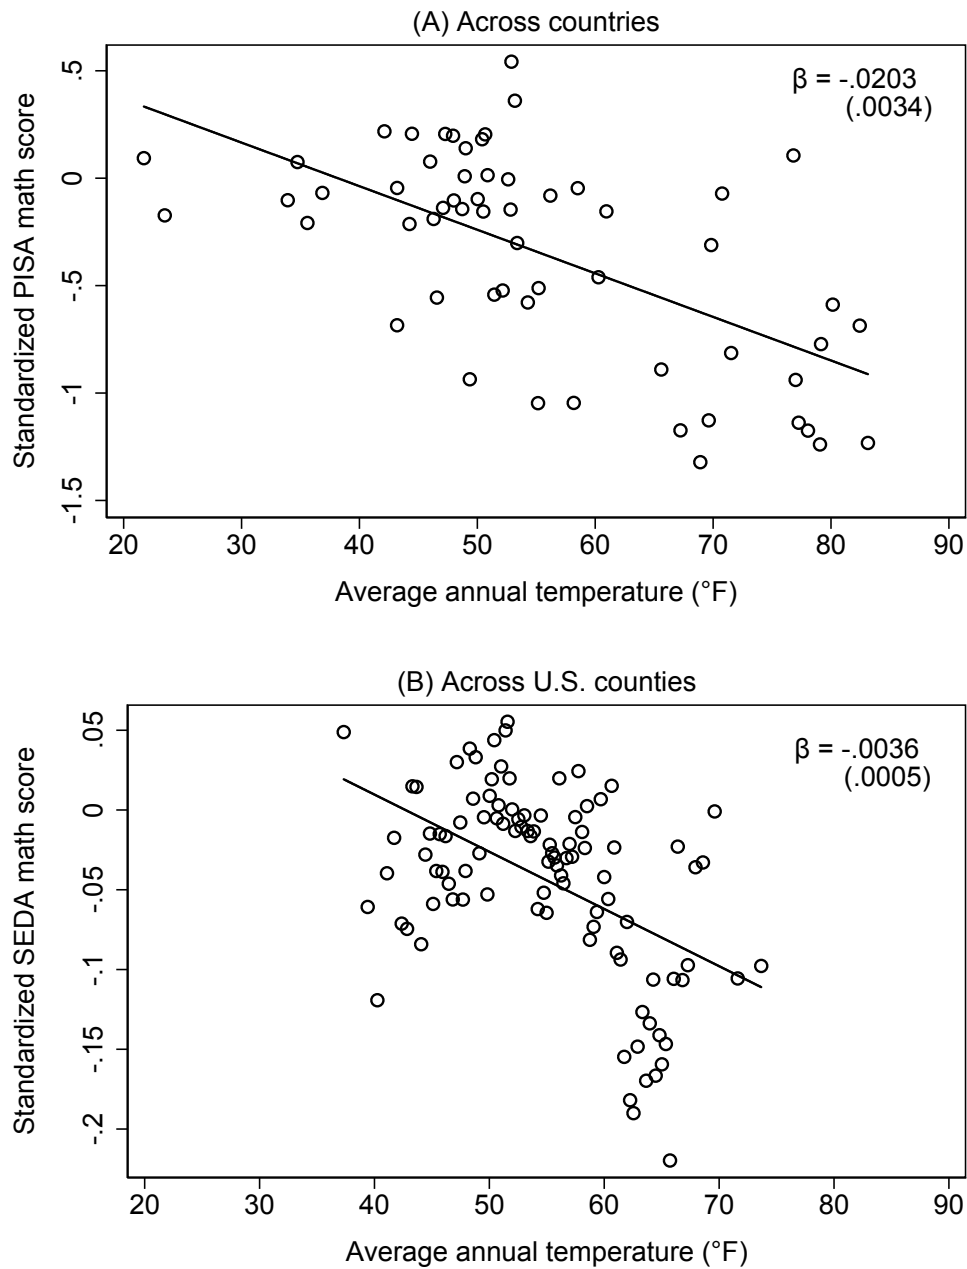 (A) Across countries
β = -.0203
(.0034)
Standardized PISA math score
.5
0
-.5
-1
-1.5
20 30 40 50 60 70 80 90
Average annual temperature (°F)
(B) Across U.S. counties
β = -.0036
(.0005)
Standardized SEDA math score
.05
0
-.05
-.1
-.15
-.2
20 30 40 50 60 70 80 90
Average annual temperature (°F)